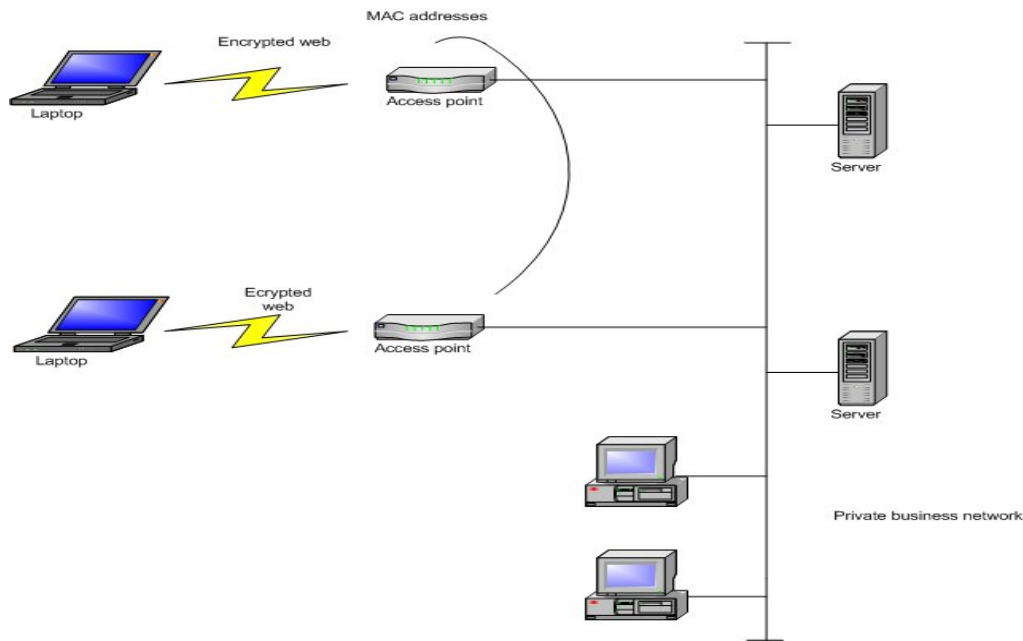 MAC addresses
Encrypted web
Laptop
Access point
Server
Ecrypted
web
Laptop
Access point
Server
Private business network